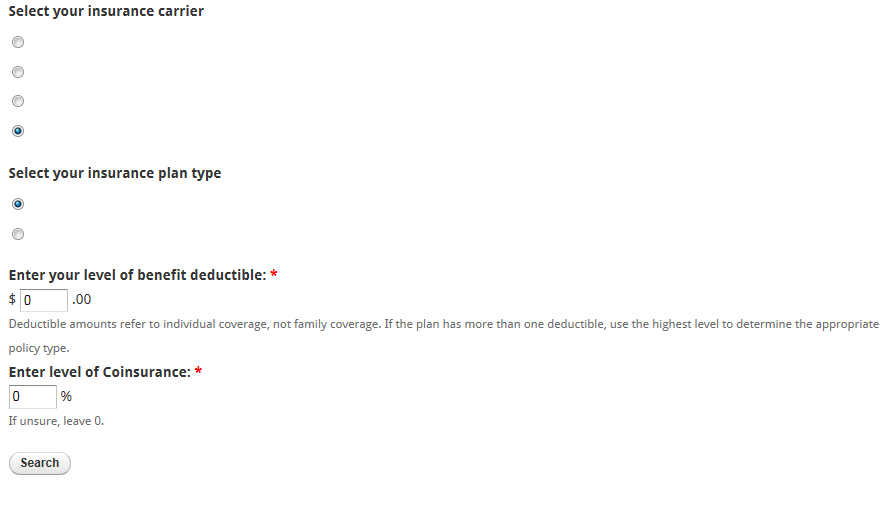 Select your insurance carrier
Select your insurance plan type
Enter your level of benefit deductible: *
$ 0 .00
Deductible amounts refer to individual coverage, not family coverage. If the plan has more than one deductible, use the highest level to determine the appropriate
policy type.
Enter level of Coinsurance: *
0 %
If unsure, leave 0.
Search